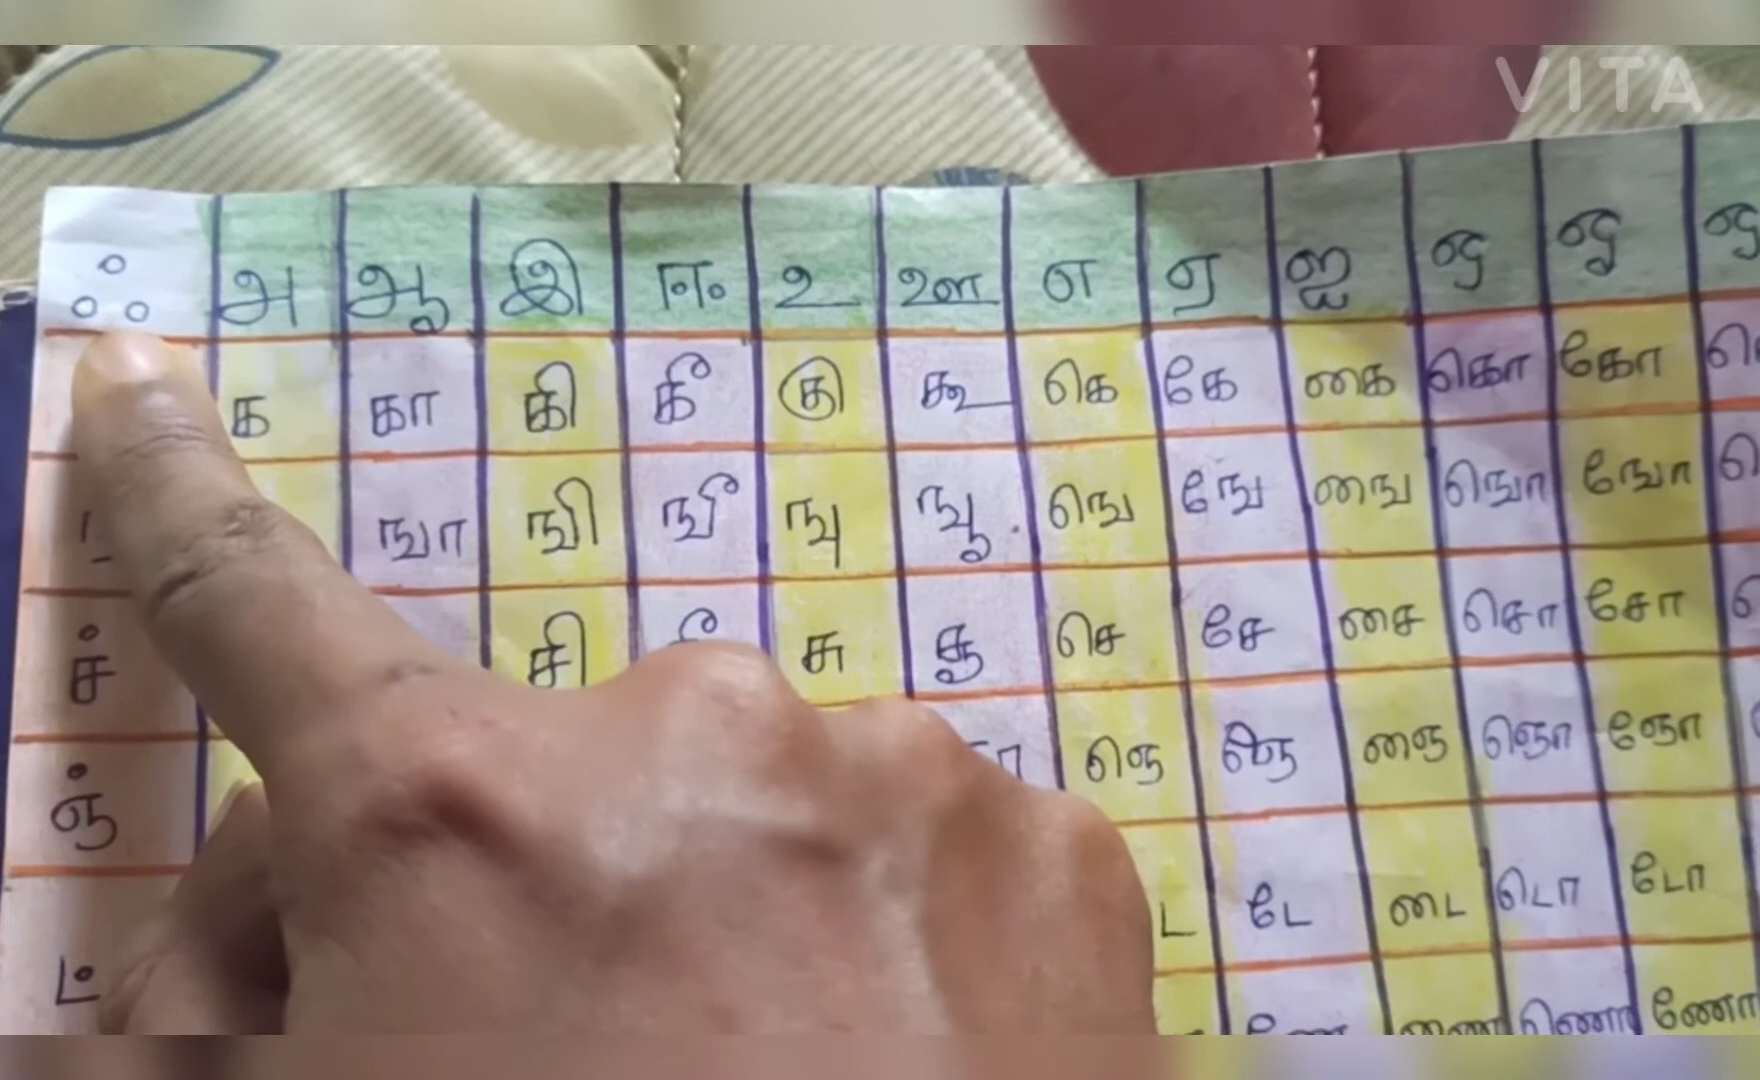 VITA
ஃ அ ஆ இ ஈ உ ஊ எ ஏ ஐ ஒ ஓ
க கா கி கீ கு கூ கெ கே கை கொ கோ
ஙா ஙி ஙீ ஙு ஙூ ஙெ ஙே ஙை ஙொ ஙோ
ச் சி சு சூ செ சே சை சொ சோ
ஞ் ஞெ ஞே ஞை ஞொ ஞோ
ட் டே டை டொ டோ
ணொ ணோ